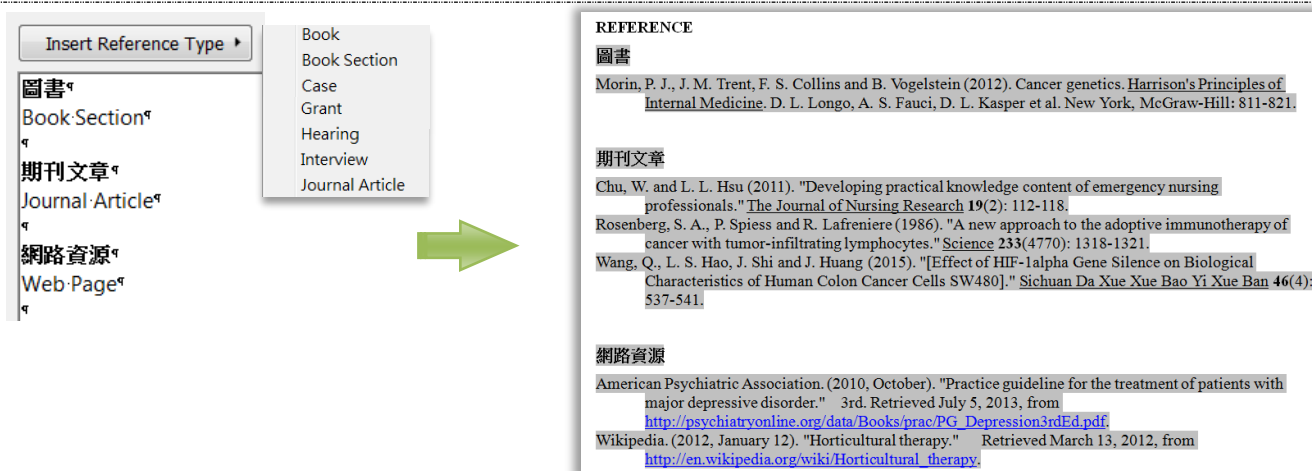 Insert Reference Type
圖書¶
Book·Section¶
¶
期刊文章¶
Journal·Article¶
¶
網路資源¶
Web·Page¶
¶
Book
Book Section
Case
Grant
Hearing
Interview
Journal Article
REFERENCE
圖書
Morin, P. J., J. M. Trent, F. S. Collins and B. Vogelstein (2012). Cancer genetics. Harrison's Principles of
Internal Medicine. D. L. Longo, A. S. Fauci, D. L. Kasper et al. New York, McGraw-Hill: 811-821.
期刊文章
Chu, W. and L. L. Hsu (2011). "Developing practical knowledge content of emergency nursing
professionals." The Journal of Nursing Research 19(2): 112-118.
Rosenberg, S. A., P. Spiess and R. Lafreniere (1986). "A new approach to the adoptive immunotherapy of
cancer with tumor-infiltrating lymphocytes." Science 233(4770): 1318-1321.
Wang, Q., L. S. Hao, J. Shi and J. Huang (2015). "[Effect of HIF-1alpha Gene Silence on Biological
Characteristics of Human Colon Cancer Cells SW480]." Sichuan Da Xue Xue Bao Yi Xue Ban 46(4):
537-541.
網路資源
American Psychiatric Association. (2010, October). "Practice guideline for the treatment of patients with
major depressive disorder." 3rd. Retrieved July 5, 2013, from
http://psychiatryonline.org/data/Books/prac/PG_Depression3rdEd.pdf.
Wikipedia. (2012, January 12). "Horticultural therapy." Retrieved March 13, 2012, from
http://en.wikipedia.org/wiki/Horticultural_therapy.